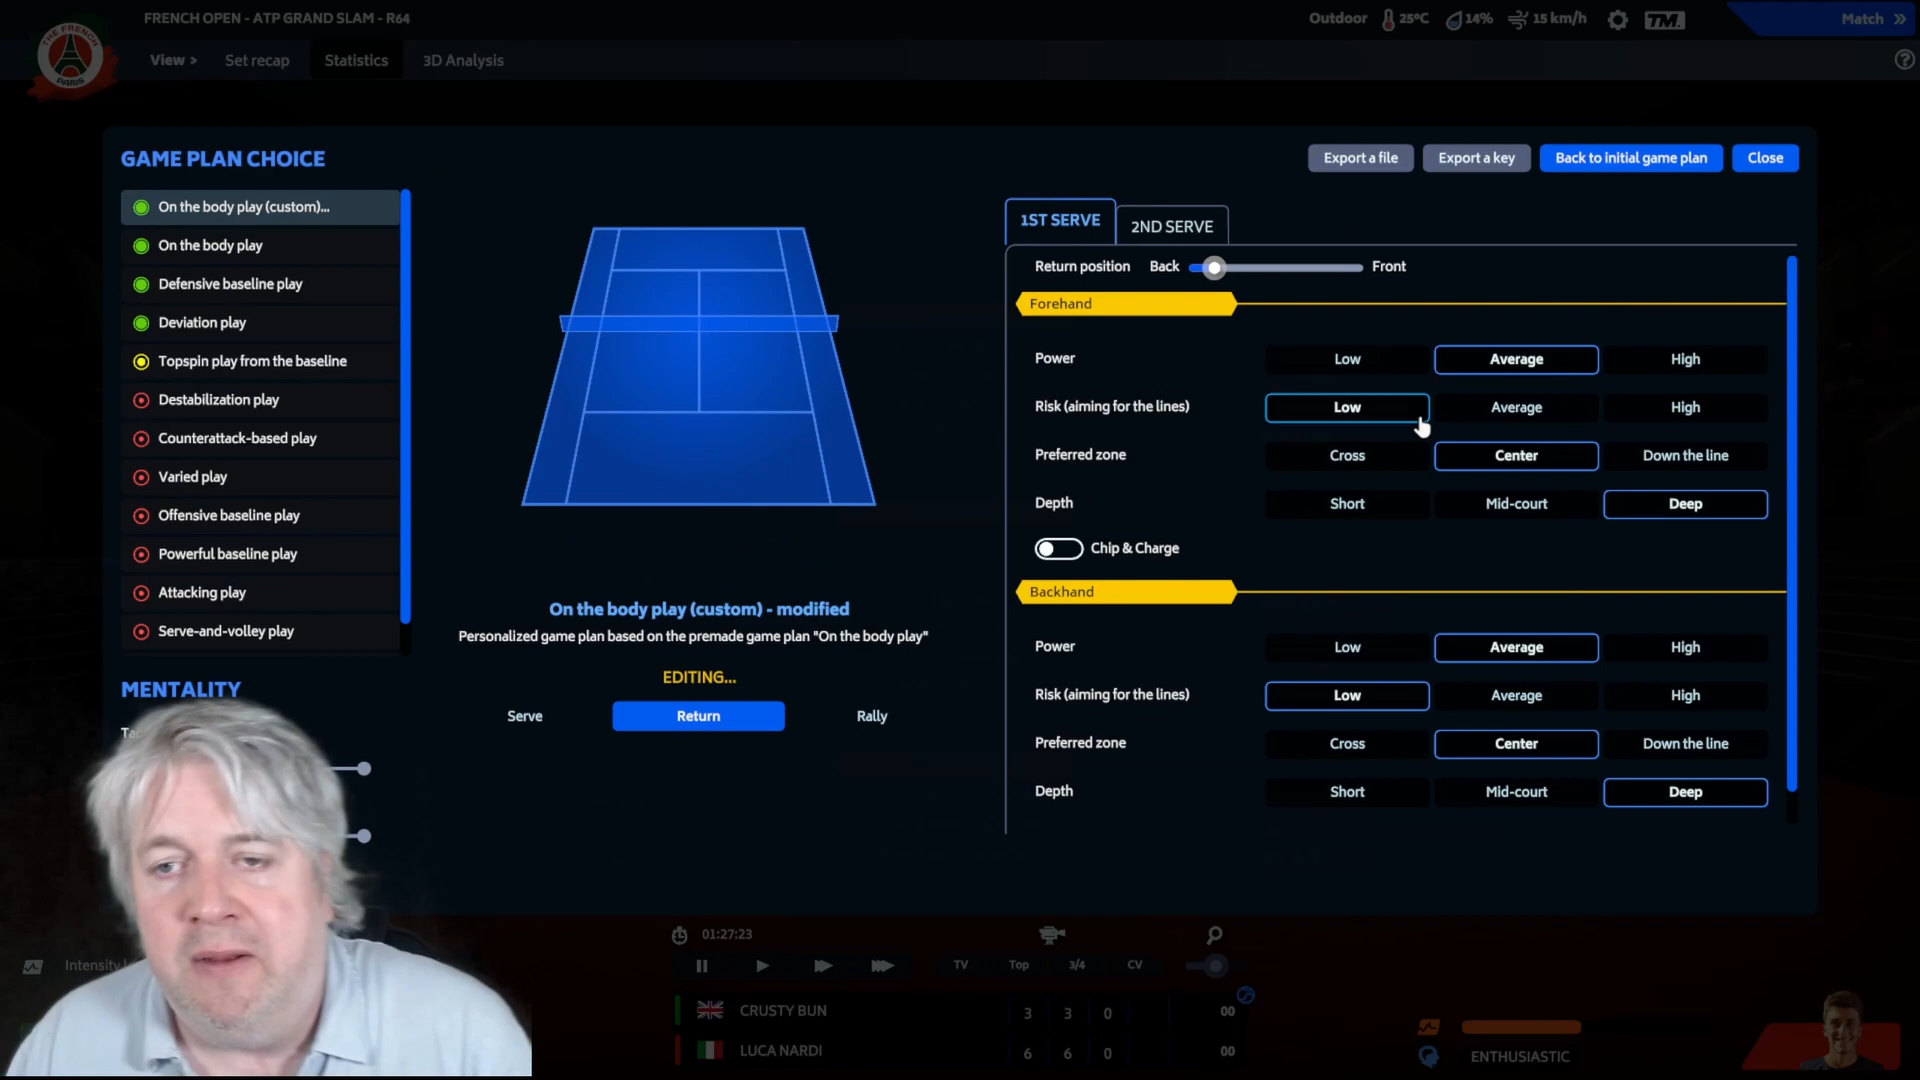 FRENCH OPEN - ATP GRAND SLAM - R64
Outdoor 25°C 14% 15 km/h TM. Match
THE FRENCH
PARIS
View > Set recap Statistics 3D Analysis
GAME PLAN CHOICE
Export a file Export a key Back to initial game plan Close
On the body play (custom)...
On the body play
Defensive baseline play
Deviation play
Topspin play from the baseline
Destabilization play
Counterattack-based play
Varied play
Offensive baseline play
Powerful baseline play
Attacking play
Serve-and-volley play
MENTALITY
On the body play (custom) - modified
Personalized game plan based on the premade game plan "On the body play"
EDITING...
Serve Return Rally
1ST SERVE 2ND SERVE
Return position Back Front
Forehand
Power Low Average High
Risk (aiming for the lines) Low Average High
Preferred zone Cross Center Down the line
Depth Short Mid-court Deep
Chip & Charge
Backhand
Power Low Average High
Risk (aiming for the lines) Low Average High
Preferred zone Cross Center Down the line
Depth Short Mid-court Deep
01:27:23
Intensity
TV Top 3/4 CV
CRUSTY BUN 3 3 0 00
LUCA NARDI 6 6 0 00
ENTHUSIASTIC